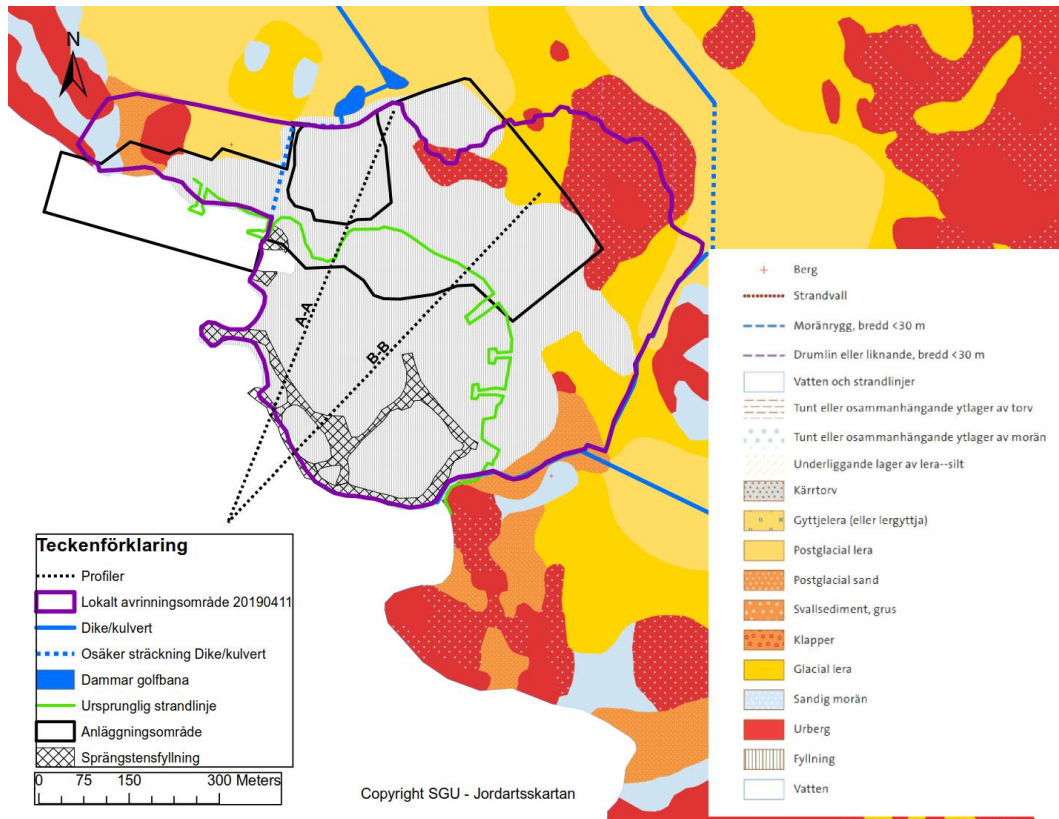 N
A-A
B-B
Teckenförklaring
Profiler
Lokalt avrinningsområde 20190411
Dike/kulvert
Osäker sträckning Dike/kulvert
Dammar golfbana
Ursprunglig strandlinje
Anläggningsområde
Sprängstensfyllning
0 75 150 300 Meters
Copyright SGU - Jordartsskartan
Berg
Strandvall
Moränrygg, bredd <30 m
Drumlin eller liknande, bredd <30 m
Vatten och strandlinjer
Tunt eller osammanhängande ytlager av torv
Tunt eller osammanhängande ytlager av morän
Underliggande lager av lera--silt
Kärrtorv
Gyttjelera (eller lergyttja)
Postglacial lera
Postglacial sand
Svallsediment, grus
Klapper
Glacial lera
Sandig morän
Urberg
Fyllning
Vatten